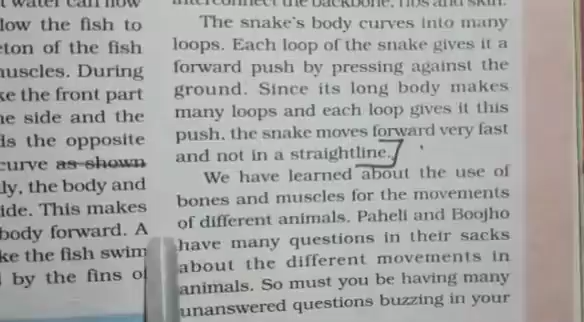 low the fish to
eton of the fish
uscles. During
ke the front part
he side and the
ds the opposite
curve as shown
ly, the body and
ide. This makes
body forward. A
ke the fish swim
by the fins of
interconnect the backbone, ribs and skin.
The snake's body curves into many
loops. Each loop of the snake gives it a
forward push by pressing against the
ground. Since its long body makes
many loops and each loop gives it this
push, the snake moves forward very fast
and not in a straightline.
We have learned about the use of
bones and muscles for the movements
of different animals. Paheli and Boojho
have many questions in their sacks
about the different movements in
animals. So must you be having many
unanswered questions buzzing in your